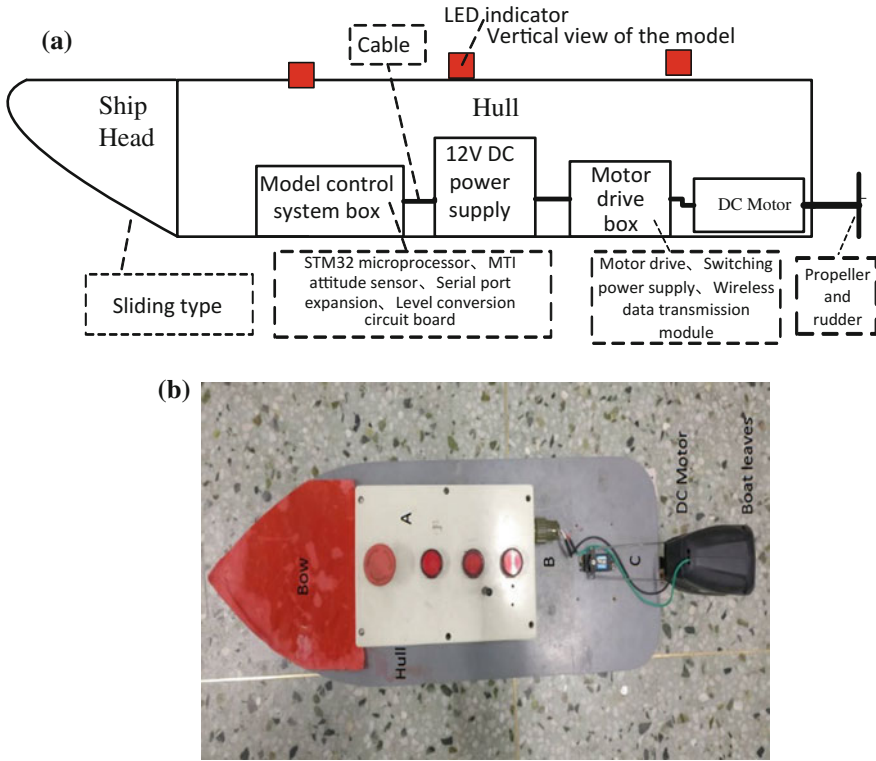 (a)
LED indicator
Vertical view of the model
Cable
Ship
Head
Hull
Model control
system box
12V DC
power
supply
Motor
drive
box
DC Motor
Sliding type
STM32 microprocessor、MTI
attitude sensor、Serial port
expansion、Level conversion
circuit board
Motor drive、Switching
power supply、Wireless
data transmission
module
Propeller
and
rudder
(b)
Bow
Hull
A
B
C
DC Motor
Boat leaves